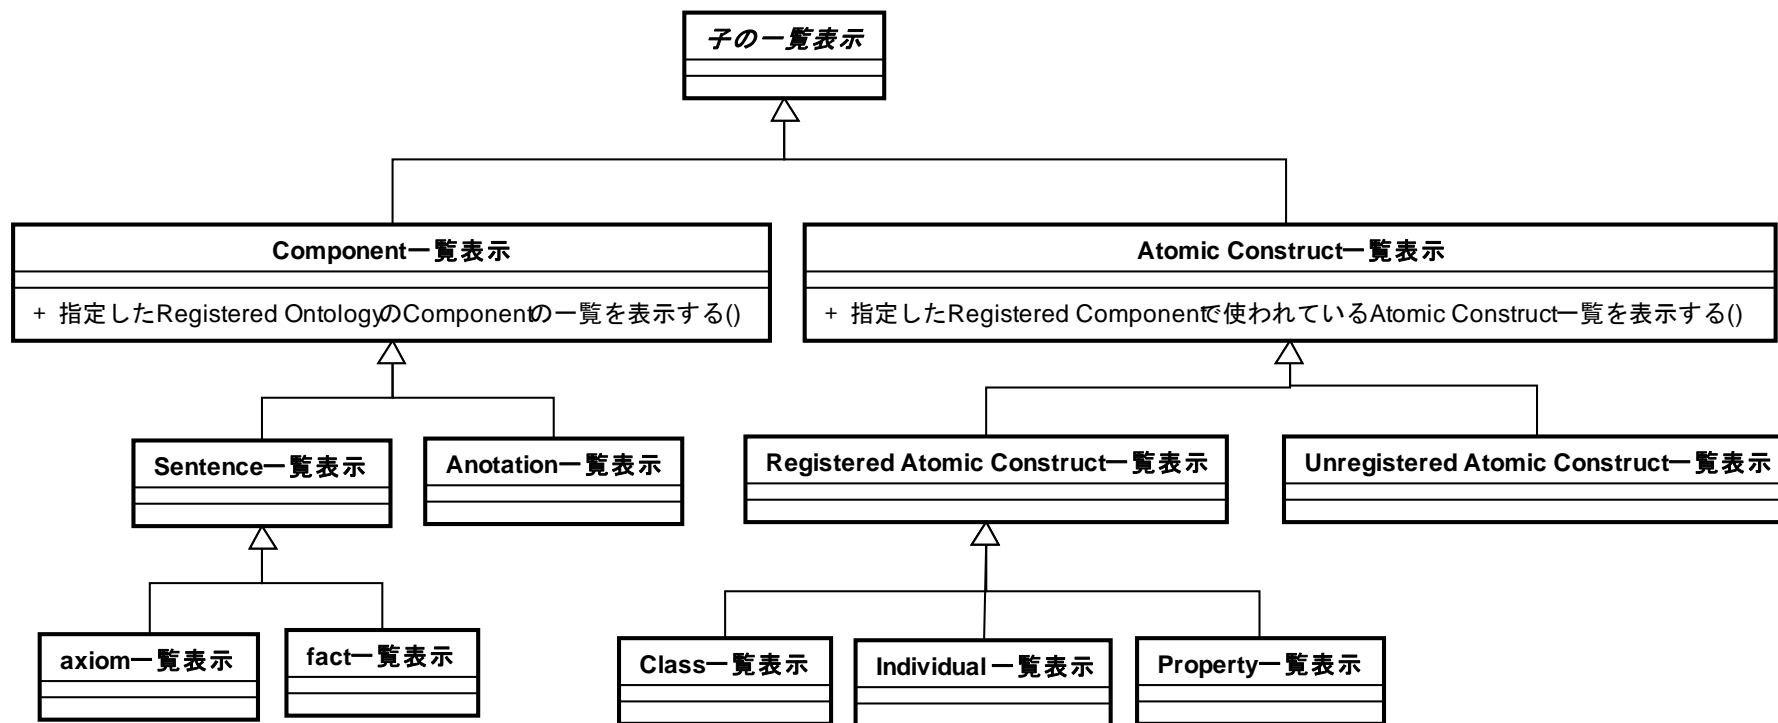 子の一覧表示
Component一覧表示
+ 指定したRegistered OntologyのComponentの一覧を表示する()
Atomic Construct一覧表示
+ 指定したRegistered Componentで使われているAtomic Construct一覧を表示する()
Sentence一覧表示
Anotation一覧表示
Registered Atomic Construct一覧表示
Unregistered Atomic Construct一覧表示
axiom一覧表示
fact一覧表示
Class一覧表示
Individual一覧表示
Property一覧表示